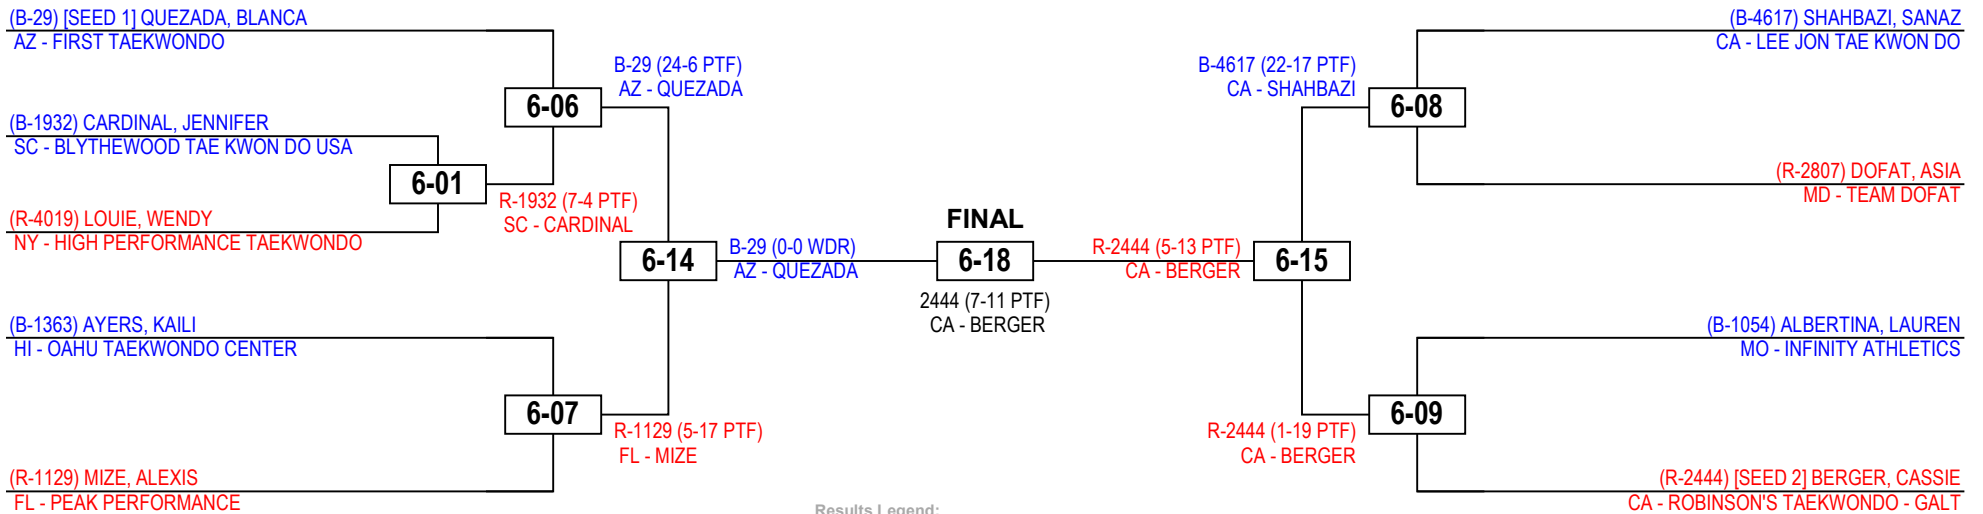 (B-29) [SEED 1] QUEZADA, BLANCA
AZ - FIRST TAEKWONDO
B-29 (24-6 PTF)
AZ - QUEZADA
6-06
(B-1932) CARDINAL, JENNIFER
SC - BLYTHEWOOD TAE KWON DO USA
6-01
R-1932 (7-4 PTF)
SC - CARDINAL
(R-4019) LOUIE, WENDY
NY - HIGH PERFORMANCE TAEKWONDO
6-14
B-29 (0-0 WDR)
AZ - QUEZADA
(B-1363) AYERS, KAILI
HI - OAHU TAEKWONDO CENTER
6-07
R-1129 (5-17 PTF)
FL - MIZE
(R-1129) MIZE, ALEXIS
FL - PEAK PERFORMANCE
FINAL
6-18
2444 (7-11 PTF)
CA - BERGER
(B-4617) SHAHBAZI, SANAZ
CA - LEE JON TAE KWON DO
B-4617 (22-17 PTF)
CA - SHAHBAZI
6-08
(R-2807) DOFAT, ASIA
MD - TEAM DOFAT
R-2444 (5-13 PTF)
CA - BERGER
6-15
(B-1054) ALBERTINA, LAUREN
MO - INFINITY ATHLETICS
6-09
R-2444 (1-19 PTF)
CA - BERGER
(R-2444) [SEED 2] BERGER, CASSIE
CA - ROBINSON'S TAEKWONDO - GALT
Results Legend: